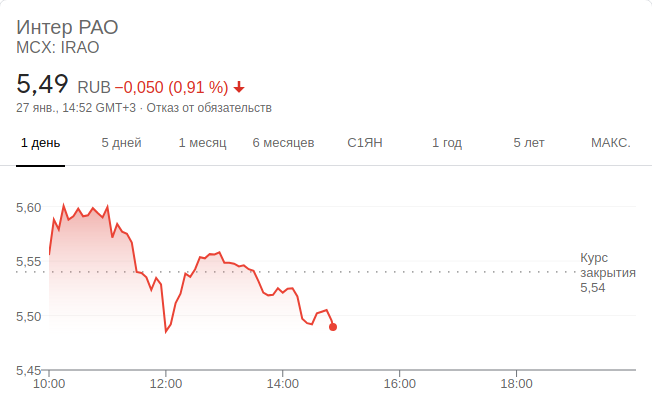 Интер РАО
MCX: IRAO
5,49 RUB −0,050 (0,91 %)
27 янв., 14:52 GMT+3 · Отказ от обязательств
1 день 5 дней 1 месяц 6 месяцев С1ЯН 1 год 5 лет МАКС.
5,60
5,55
5,50
5,45
Курс
закрытия
5,54
10:00 12:00 14:00 16:00 18:00